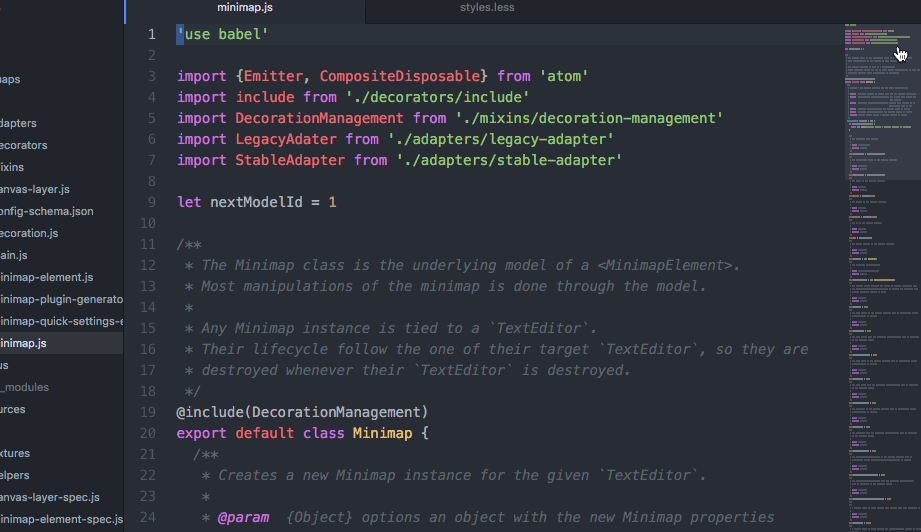 minimap.js
styles.less
aps
dapters
ecorators
ixins
anvas-layer.js
onfig-schema.json
ecoration.js
ain.js
inimap-element.js
inimap-plugin-generato
inimap-quick-settings-e
inimap.js
us
_modules
urces
xtures
elpers
anvas-layer-spec.js
inimap-element-spec.js
1 'use babel'
2
3 import {Emitter, CompositeDisposable} from 'atom'
4 import include from './decorators/include'
5 import DecorationManagement from './mixins/decoration-management'
6 import LegacyAdater from './adapters/legacy-adapter'
7 import StableAdapter from './adapters/stable-adapter'
8
9 let nextModelId = 1
10
11 /**
12 * The Minimap class is the underlying model of a <MinimapElement>.
13 * Most manipulations of the minimap is done through the model.
14 *
15 * Any Minimap instance is tied to a `TextEditor`.
16 * Their lifecycle follow the one of their target `TextEditor`, so they are
17 * destroyed whenever their `TextEditor` is destroyed.
18 */
19 @include(DecorationManagement)
20 export default class Minimap {
21 /**
22 * Creates a new Minimap instance for the given `TextEditor`.
23 *
24 * @param {Object} options an object with the new Minimap properties